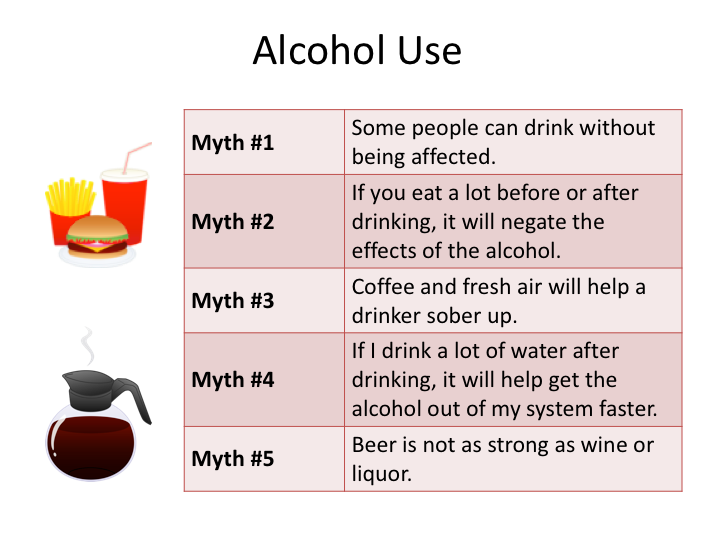 Alcohol Use
Myth #1
Some people can drink without
being affected.
Myth #2
If you eat a lot before or after
drinking, it will negate the
effects of the alcohol.
Myth #3
Coffee and fresh air will help a
drinker sober up.
Myth #4
If I drink a lot of water after
drinking, it will help get the
alcohol out of my system faster.
Myth #5
Beer is not as strong as wine or
liquor.